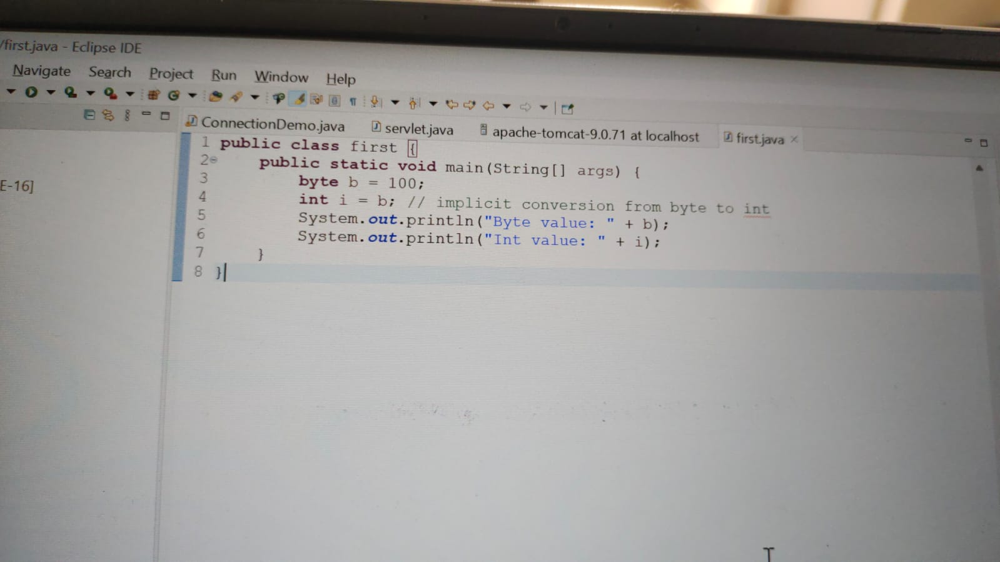 /first.java - Eclipse IDE
Navigate Search Project Run Window Help
ConnectionDemo.java servlet.java apache-tomcat-9.0.71 at localhost first.java
E-16]
1 public class first {
2 public static void main(String[] args) {
3 byte b = 100;
4 int i = b; // implicit conversion from byte to int
5 System.out.println("Byte value: " + b);
6 System.out.println("Int value: " + i);
7 }
8 }